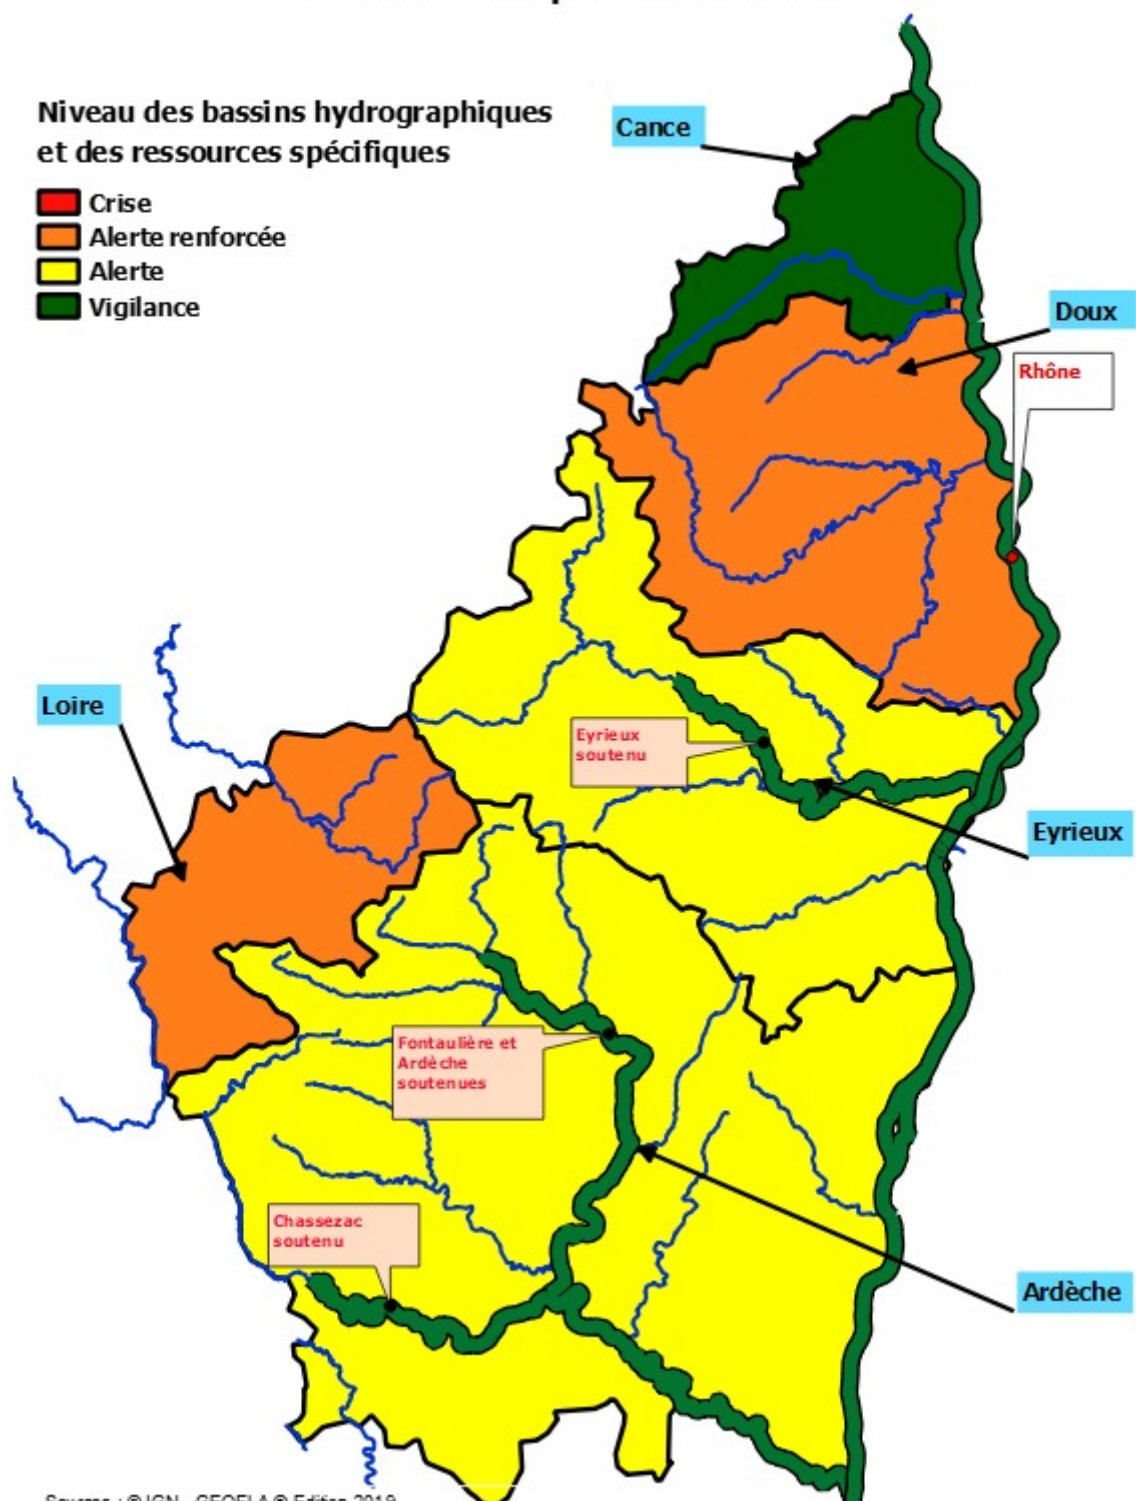 Niveau des bassins hydrographiques
et des ressources spécifiques
Crise
Alerte renforcée
Alerte
Vigilance
Cance
Doux
Rhône
Loire
Eyrieux
soutenu
Eyrieux
Fontaulière et
Ardèche
soutenues
Chassezac
soutenu
Ardèche